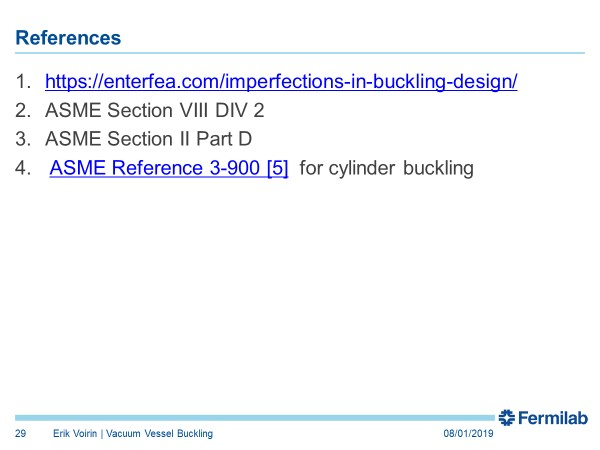 References
1. https://enterfea.com/imperfections-in-buckling-design/
2. ASME Section VIII DIV 2
3. ASME Section II Part D
4. ASME Reference 3-900 [5] for cylinder buckling
Fermilab
29 Erik Voirin | Vacuum Vessel Buckling 08/01/2019